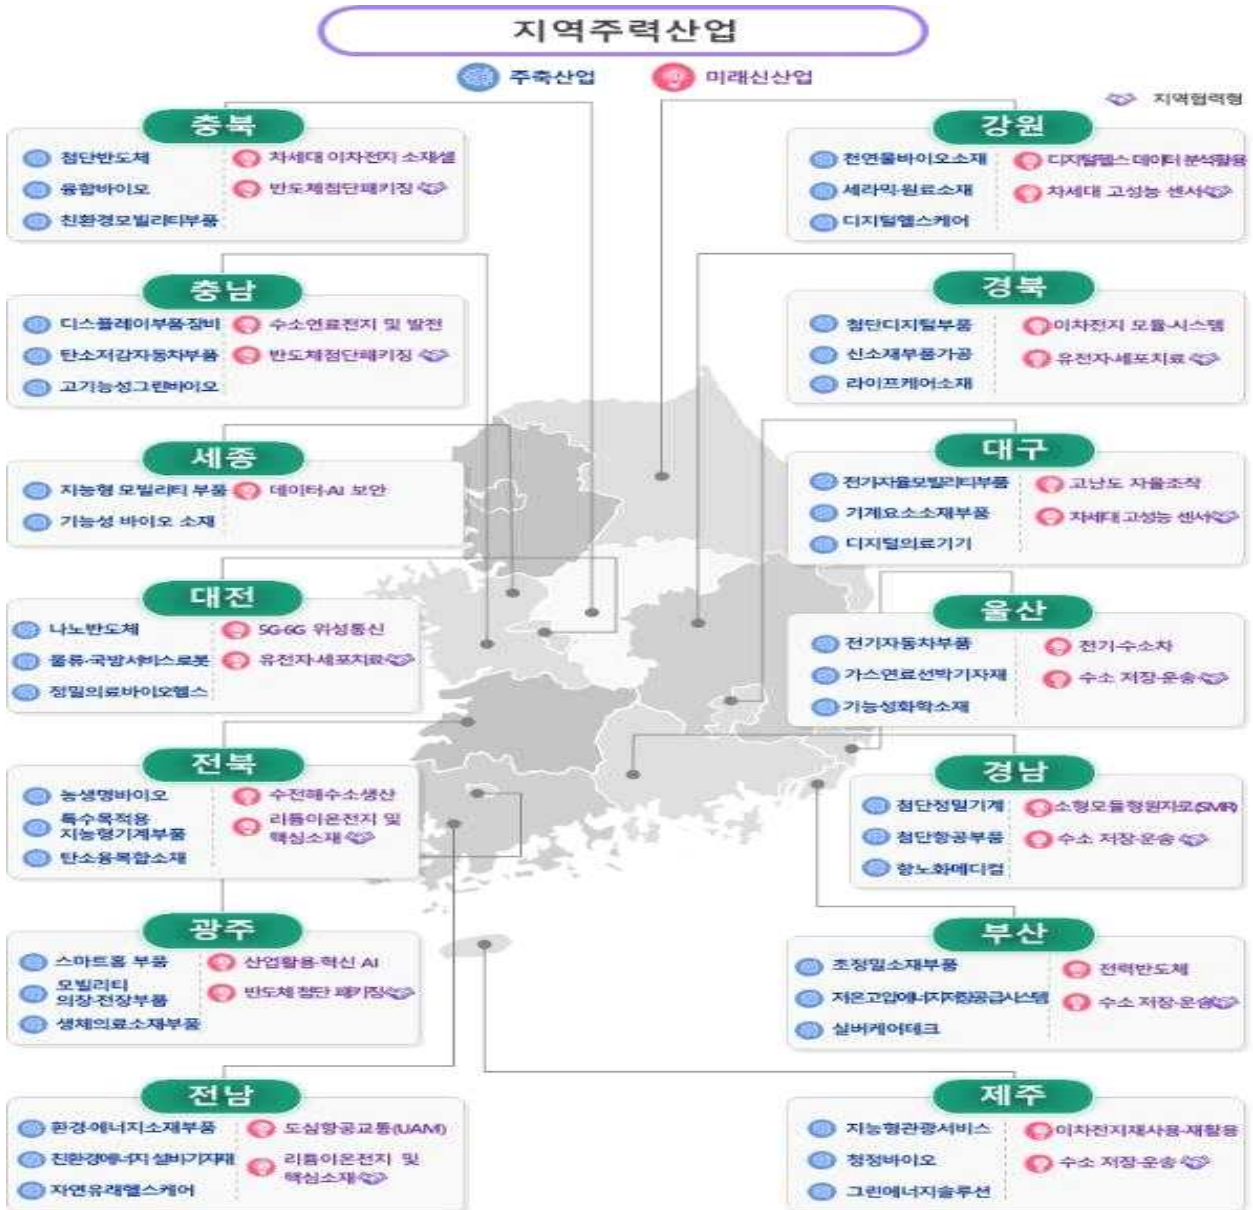 지역주력산업
주축산업
미래신산업
지역협력형
충북
첨단반도체
융합바이오
친환경모빌리티부품
차세대 이차전지 소재·셀
반도체첨단패키징
충남
디스플레이부품·장비
탄소저감자동차부품
고기능성그린바이오
수소연료전지 및 발전
반도체첨단패키징
세종
지능형 모빌리티 부품
기능성 바이오 소재
데이터·AI 보안
대전
나노반도체
물류·국방서비스로봇
정밀의료바이오헬스
5G·6G 위성통신
유전자·세포치료
전북
농생명바이오
특수목적용
지능형기계부품
탄소융복합소재
수전해수소생산
리튬이온전지 및
핵심소재
광주
스마트홈 부품
모빌리티
의장·전장부품
생체의료소재부품
산업활용·혁신 AI
반도체 첨단 패키징
전남
환경·에너지소재부품
친환경에너지 설비·기자재
자연유래헬스케어
도심항공교통(UAM)
리튬이온전지 및
핵심소재
강원
천연물바이오소재
세라믹·원료소재
디지털헬스케어
디지털헬스 데이터 분석활용
차세대 고성능 센서
경북
첨단디지털부품
신소재부품가공
라이프케어소재
이차전지 모듈·시스템
유전자·세포치료
대구
전기·자율모빌리티부품
기계요소소재부품
디지털의료기기
고난도 자율조작
차세대 고성능 센서
울산
전기자동차부품
가스연료선박기자재
기능성화학소재
전기·수소차
수소 저장·운송
경남
첨단정밀기계
첨단항공부품
항노화메디컬
소형모듈형원자로(SMR)
수소 저장·운송
부산
초정밀소재부품
저온고압에너지저장공급시스템
실버케어테크
전력반도체
수소 저장·운송
제주
지능형관광서비스
청정바이오
그린에너지솔루션
이차전지재사용·재활용
수소 저장·운송